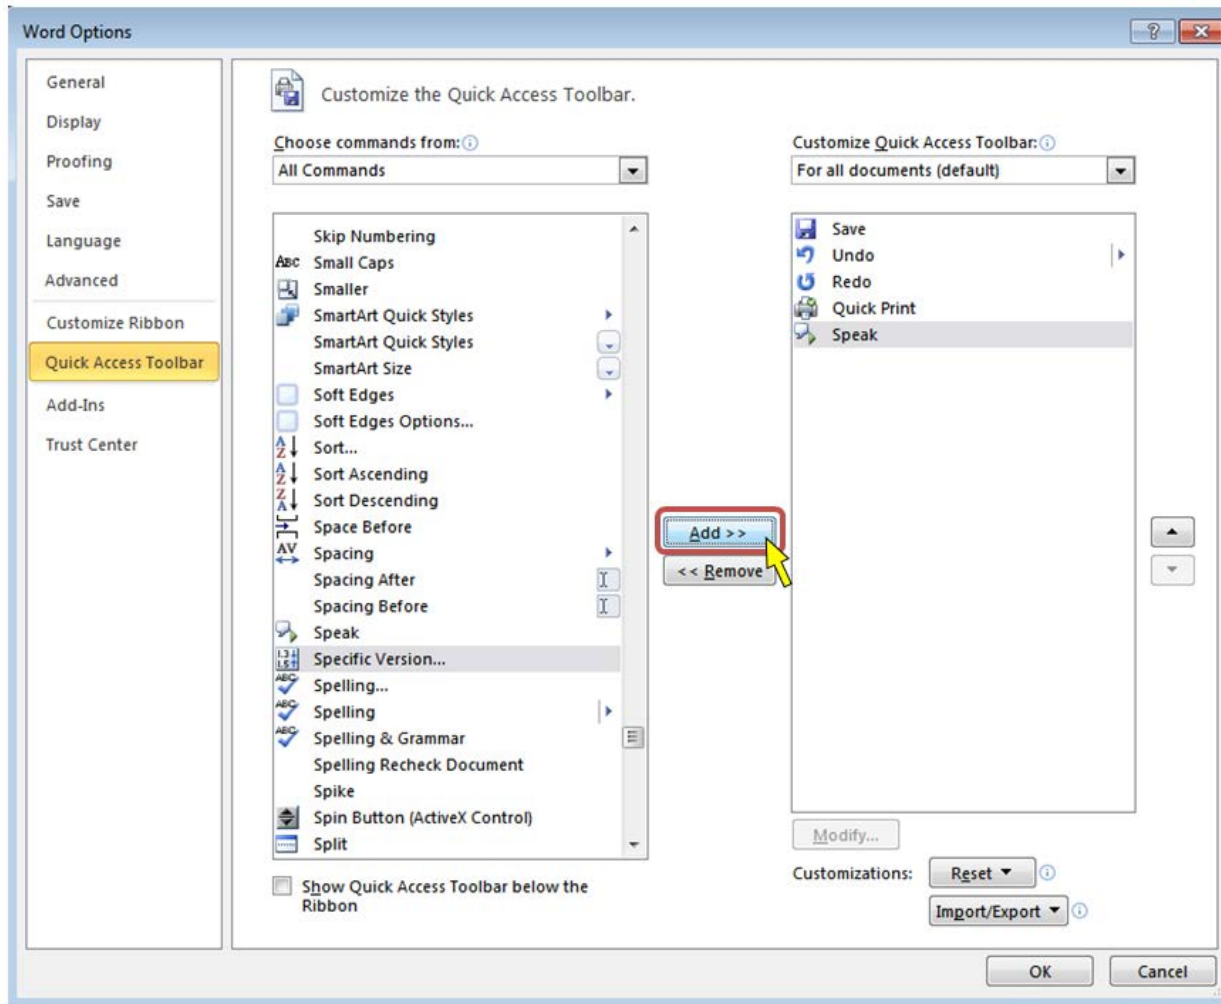 Word Options
General
Display
Proofing
Save
Language
Advanced
Customize Ribbon
Quick Access Toolbar
Add-Ins
Trust Center
Customize the Quick Access Toolbar.
Choose commands from:
All Commands
Skip Numbering
ABC Small Caps
Smaller
SmartArt Quick Styles
SmartArt Quick Styles
SmartArt Size
Soft Edges
Soft Edges Options...
Sort...
Sort Ascending
Sort Descending
Space Before
AV Spacing
Spacing After
Spacing Before
Speak
Specific Version...
Spelling...
Spelling
Spelling & Grammar
Spelling Recheck Document
Spike
Spin Button (ActiveX Control)
Split
Show Quick Access Toolbar below the
Ribbon
Add >>
<< Remove
Customize Quick Access Toolbar:
For all documents (default)
Save
Undo
Redo
Quick Print
Speak
Modify...
Customizations:
Reset
Import/Export
OK
Cancel